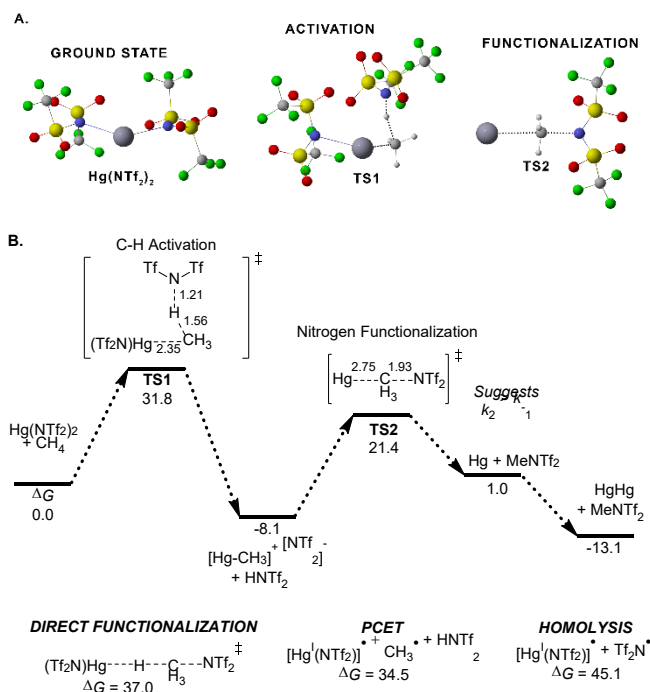 A.
GROUND STATE
ACTIVATION
FUNCTIONALIZATION
Hg(NTf2)2
TS1
TS2
B.
C-H Activation
‡
Tf Tf
N
1.21
H
1.56
(Tf2N)Hg CH3
2.35
TS1
31.8
Nitrogen Functionalization
‡
2.75 1.93
Hg C NTf2
H3
TS2
21.4
Suggests
k2 k-1
Hg(NTf2)2
+ CH4
ΔG
0.0
-8.1
[Hg-CH3]+ [NTf2]-
+ HNTf2
Hg + MeNTf2
1.0
HgHg
+ MeNTf2
-13.1
DIRECT FUNCTIONALIZATION
‡
(Tf2N)Hg H C NTf2
H3
ΔG = 37.0
PCET
[HgI(NTf2)]• + CH3• + HNTf2
ΔG = 34.5
HOMOLYSIS
[HgI(NTf2)]• + Tf2N•
ΔG = 45.1